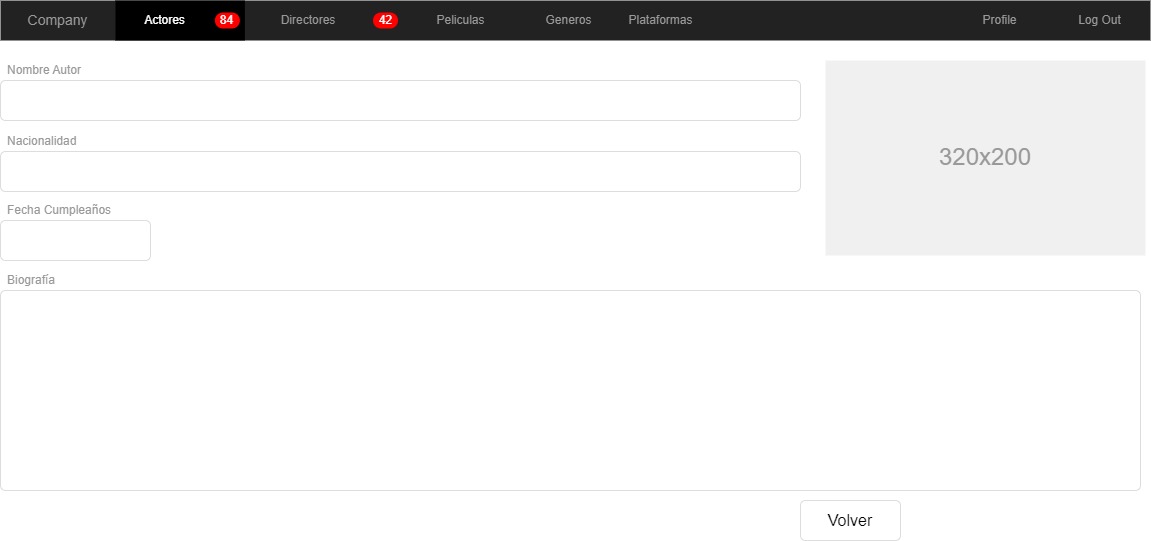 Company Actores 84 Directores 42 Peliculas Generos Plataformas Profile Log Out
Nombre Autor
320x200
Nacionalidad
Fecha Cumpleaños
Biografía
Volver